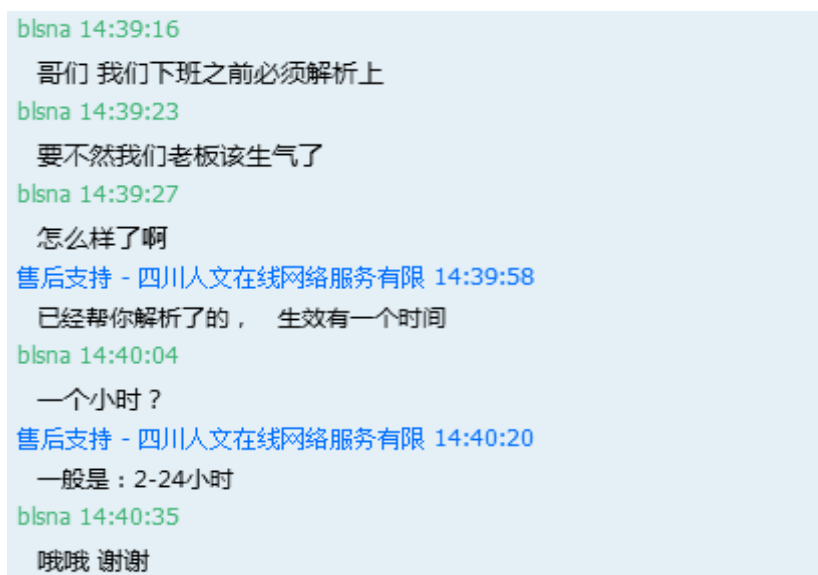 blsna 14:39:16
哥们 我们下班之前必须解析上
blsna 14:39:23
要不然我们老板该生气了
blsna 14:39:27
怎么样了啊
售后支持 - 四川人文在线网络服务有限 14:39:58
已经帮你解析了的， 生效有一个时间
blsna 14:40:04
一个小时？
售后支持 - 四川人文在线网络服务有限 14:40:20
一般是：2-24小时
blsna 14:40:35
哦哦 谢谢